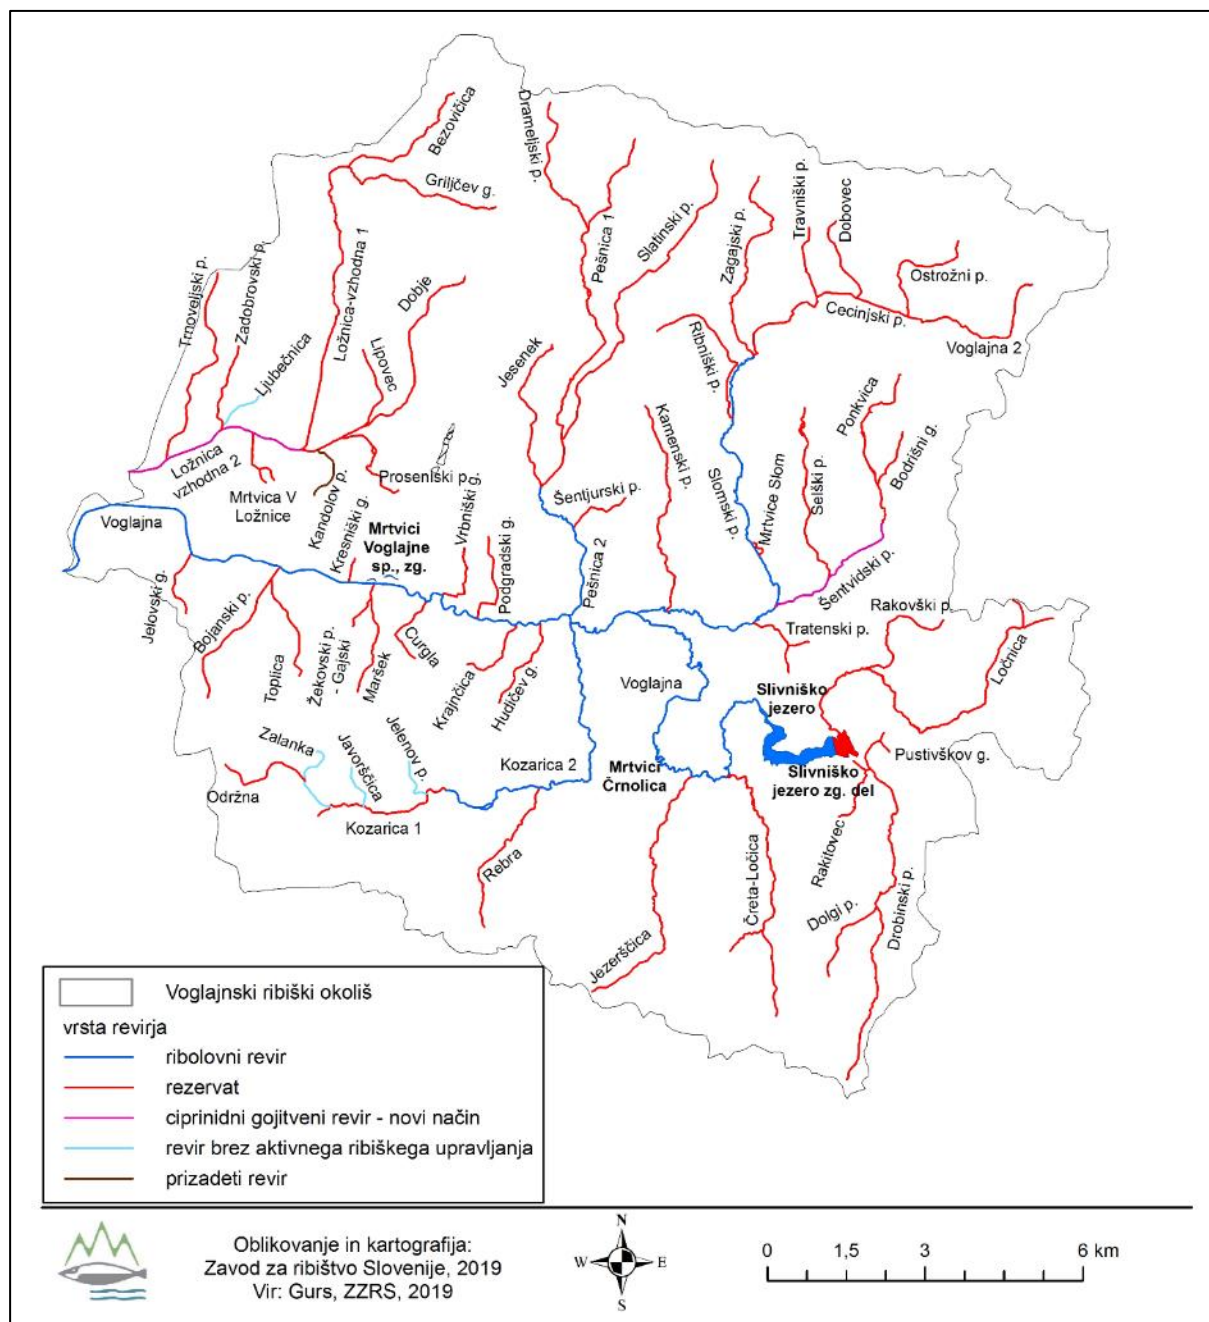 Bezovičica
Drameljski p.
Griljčev g.
Pešnica 1
Slatinski p.
Zagajski p.
Travniški p.
Dobovec
Ostrožni p.
Cecinjski p.
Voglajna 2
Trnoveljski p.
Zadobrovski p.
Ljubečnica
Ložnica-vzhodna 1
Dobje
Lipovec
Jesenek
Ribniški p.
Kamenski p.
Ponkvica
Bodrišni g.
Selški p.
Mrtvice Slom
Slomski p.
Šentvidski p.
Ložnica
vzhodna 2
Mrtvica V
Ložnice
Kandolov p.
Proseniški p.
Kresniški g.
Mrtvici
Voglajne
sp., zg.
Vrbniški g.
Podgradski g.
Šentjurski p.
Pešnica 2
Voglajna
Jelovski g.
Bojanski p.
Toplica
Žekovski p.
- Gajski
Maršek
Curgla
Krajnčica
Hudičev g.
Voglajna
Tratenski p.
Rakovški p.
Ločnica
Slivniško
jezero
Pustivškov g.
Slivniško
jezero zg. del
Zalanka
Javorščica
Jelenov p.
Kozarica 2
Mrtvici
Črnolica
Održna
Kozarica 1
Rebra
Jezerščica
Čreta-Ločica
Rakitovec
Dolgi p.
Drobinski p.
Voglajnski ribiški okoliš
vrsta revirja
ribolovni revir
rezervat
ciprinidni gojitveni revir - novi način
revir brez aktivnega ribiškega upravljanja
prizadeti revir
Oblikovanje in kartografija:
Zavod za ribištvo Slovenije, 2019
Vir: Gurs, ZZRS, 2019
N
W E
S
0 1,5 3 6 km